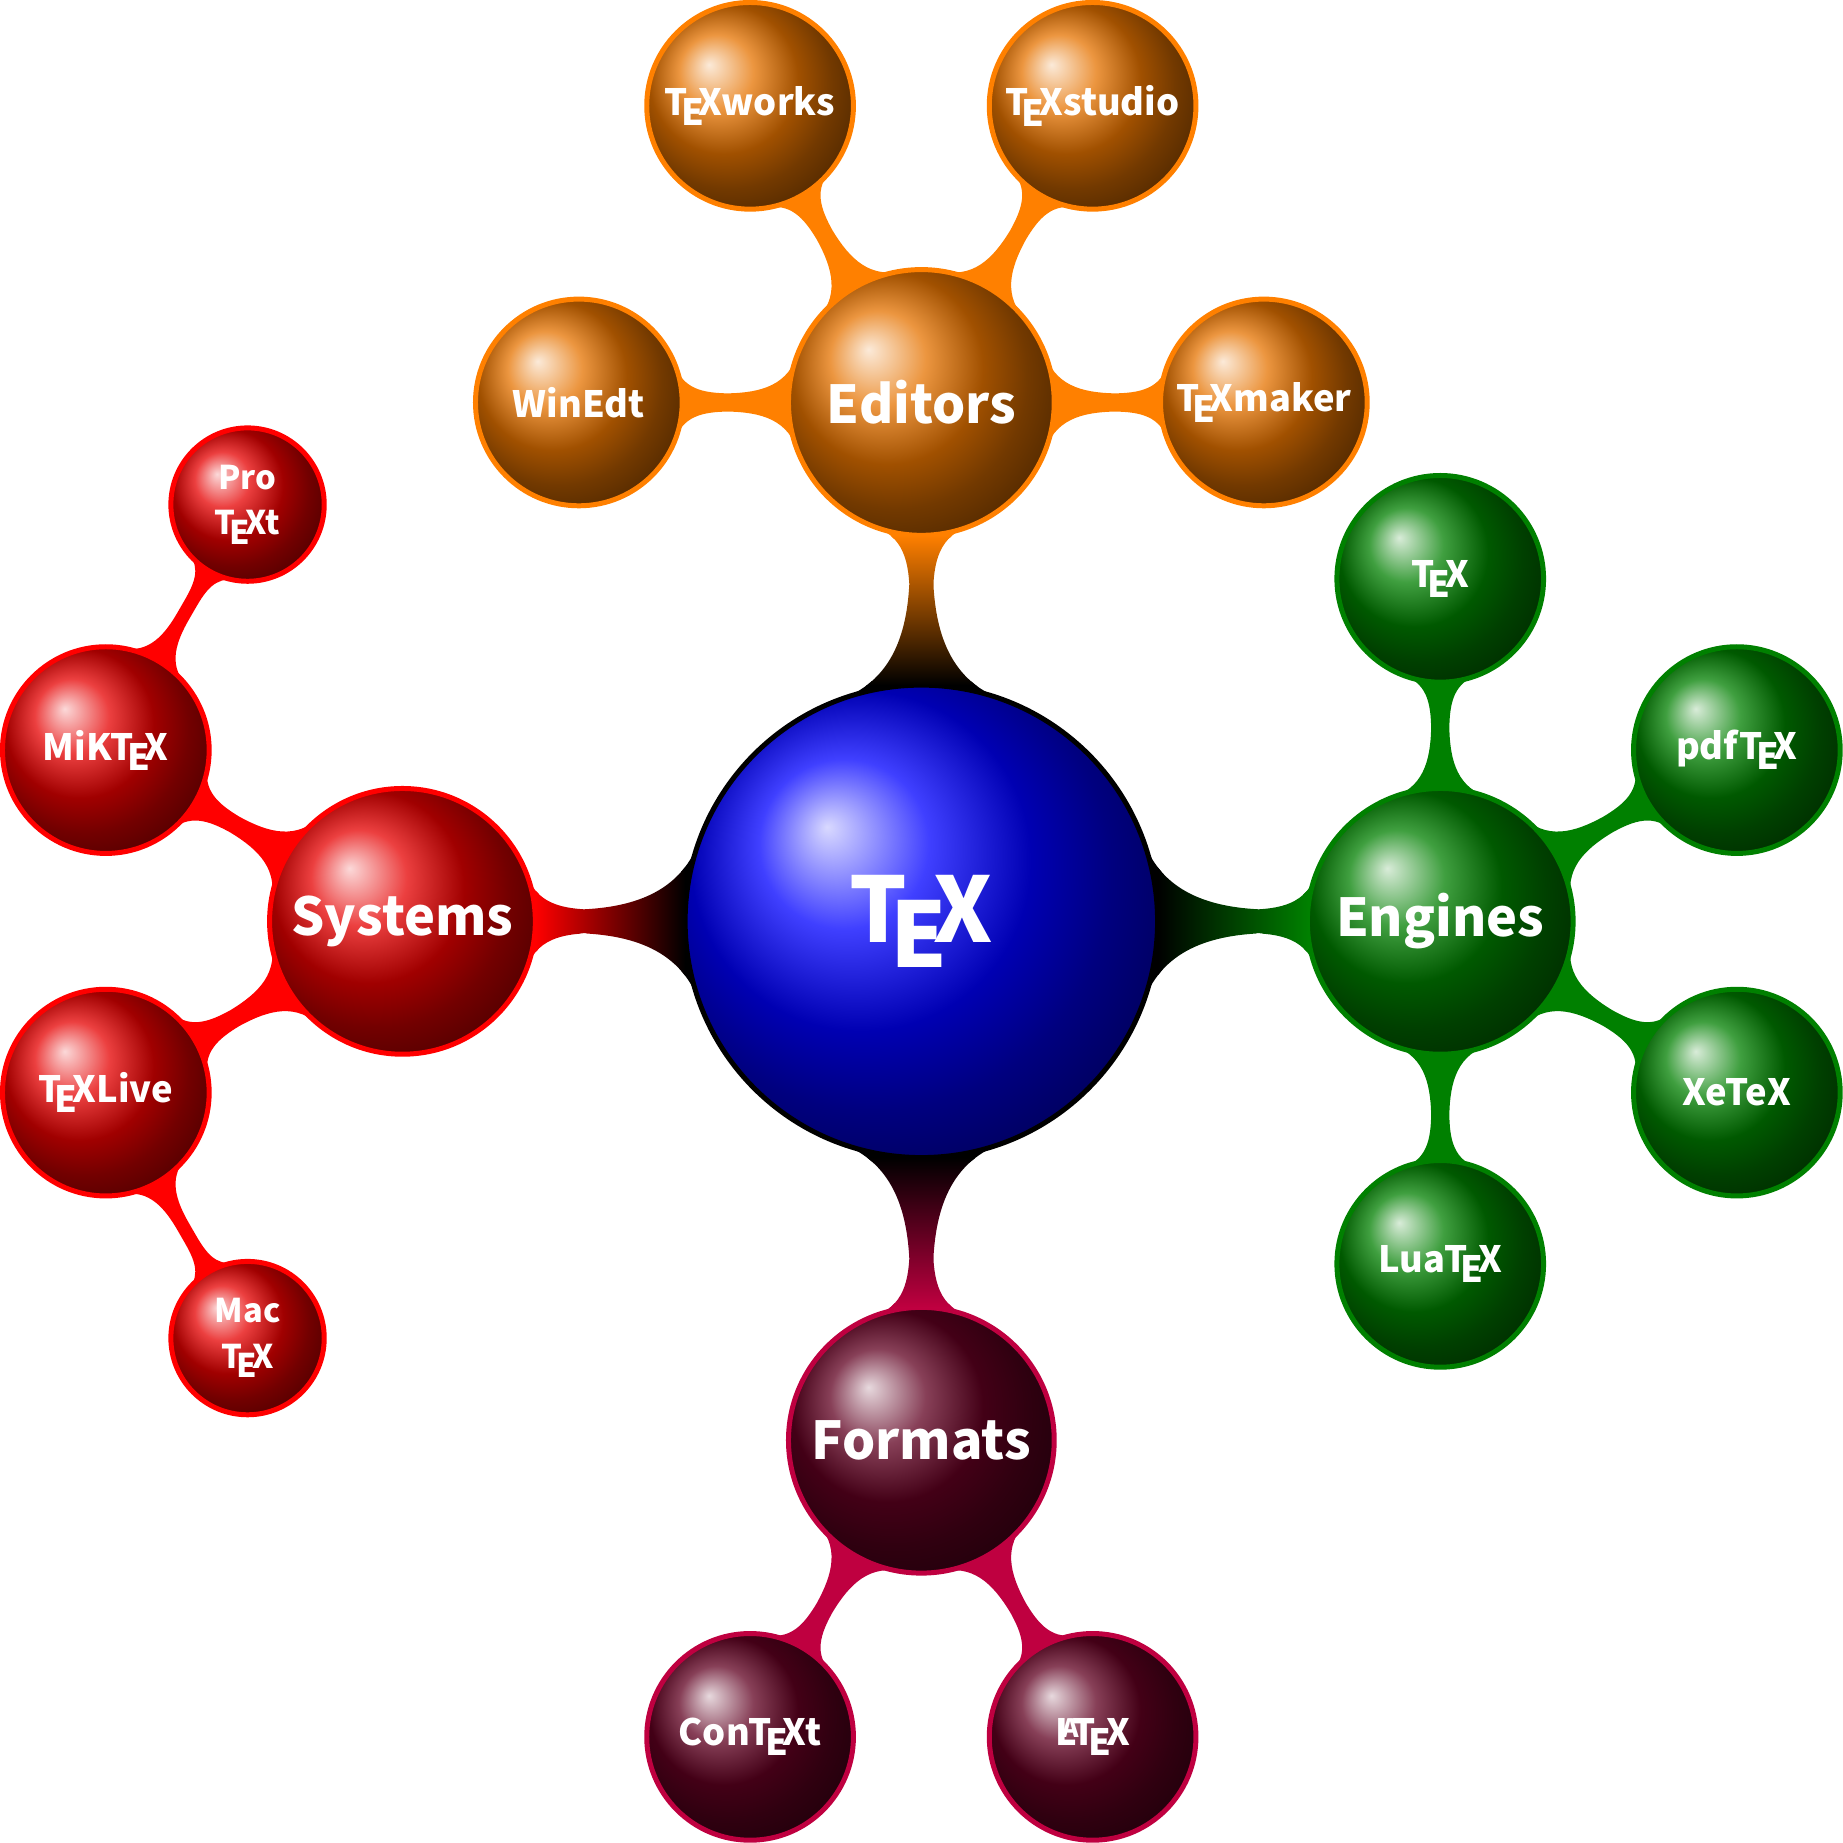 TEXworks
TEXstudio
WinEdt
Editors
TEXmaker
Pro
TEXt
TEX
MiKTEX
pdfTEX
Systems
TEX
Engines
TEXLive
XeTeX
LuaTEX
Mac
TEX
Formats
ConTEXt
LATEX